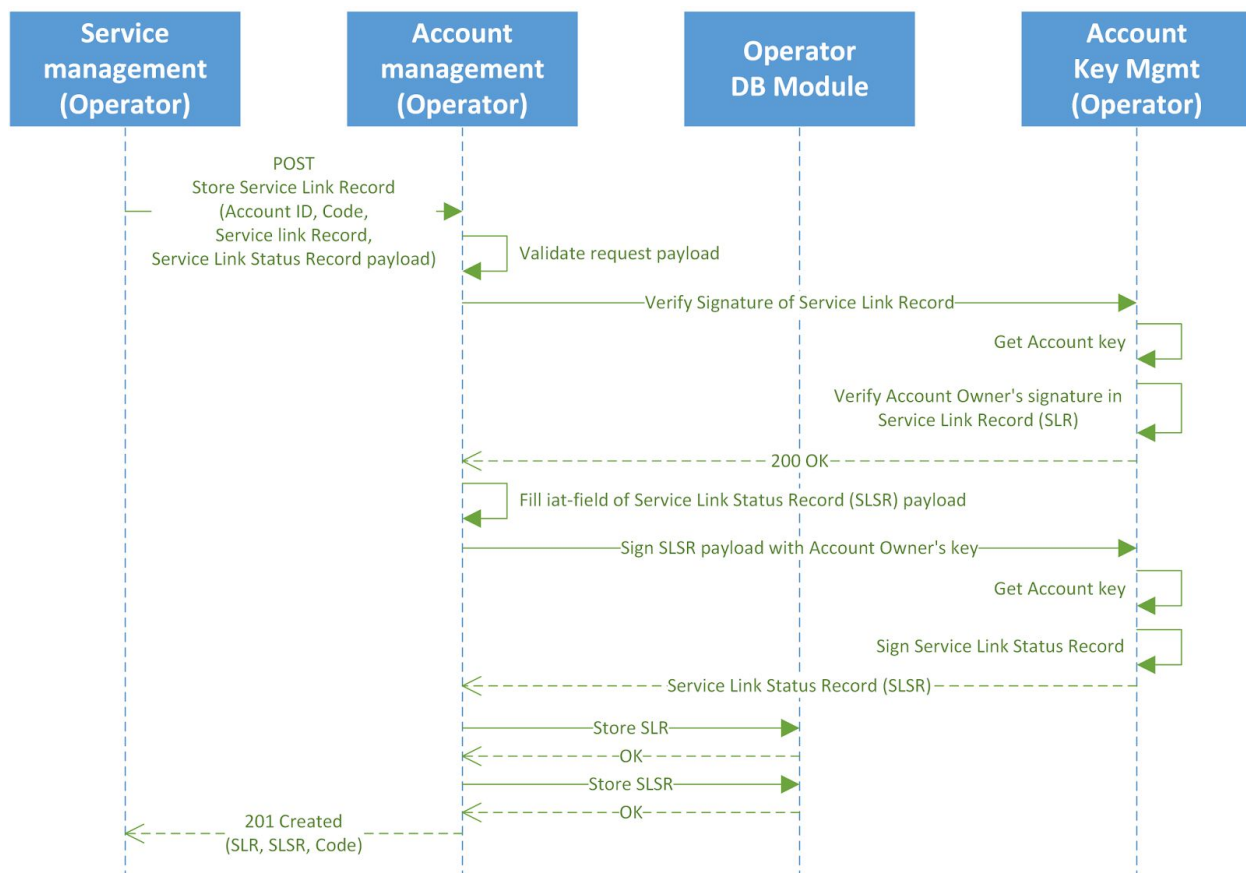 Service
management
(Operator)
Account
management
(Operator)
Operator
DB Module
Account
Key Mgmt
(Operator)
POST
Store Service Link Record
(Account ID, Code,
Service link Record,
Service Link Status Record payload)
Validate request payload
Verify Signature of Service Link Record
Get Account key
Verify Account Owner's signature in
Service Link Record (SLR)
200 OK
Fill iat-field of Service Link Status Record (SLSR) payload
Sign SLSR payload with Account Owner's key
Get Account key
Sign Service Link Status Record
Service Link Status Record (SLSR)
Store SLR
OK
Store SLSR
OK
201 Created
(SLR, SLSR, Code)